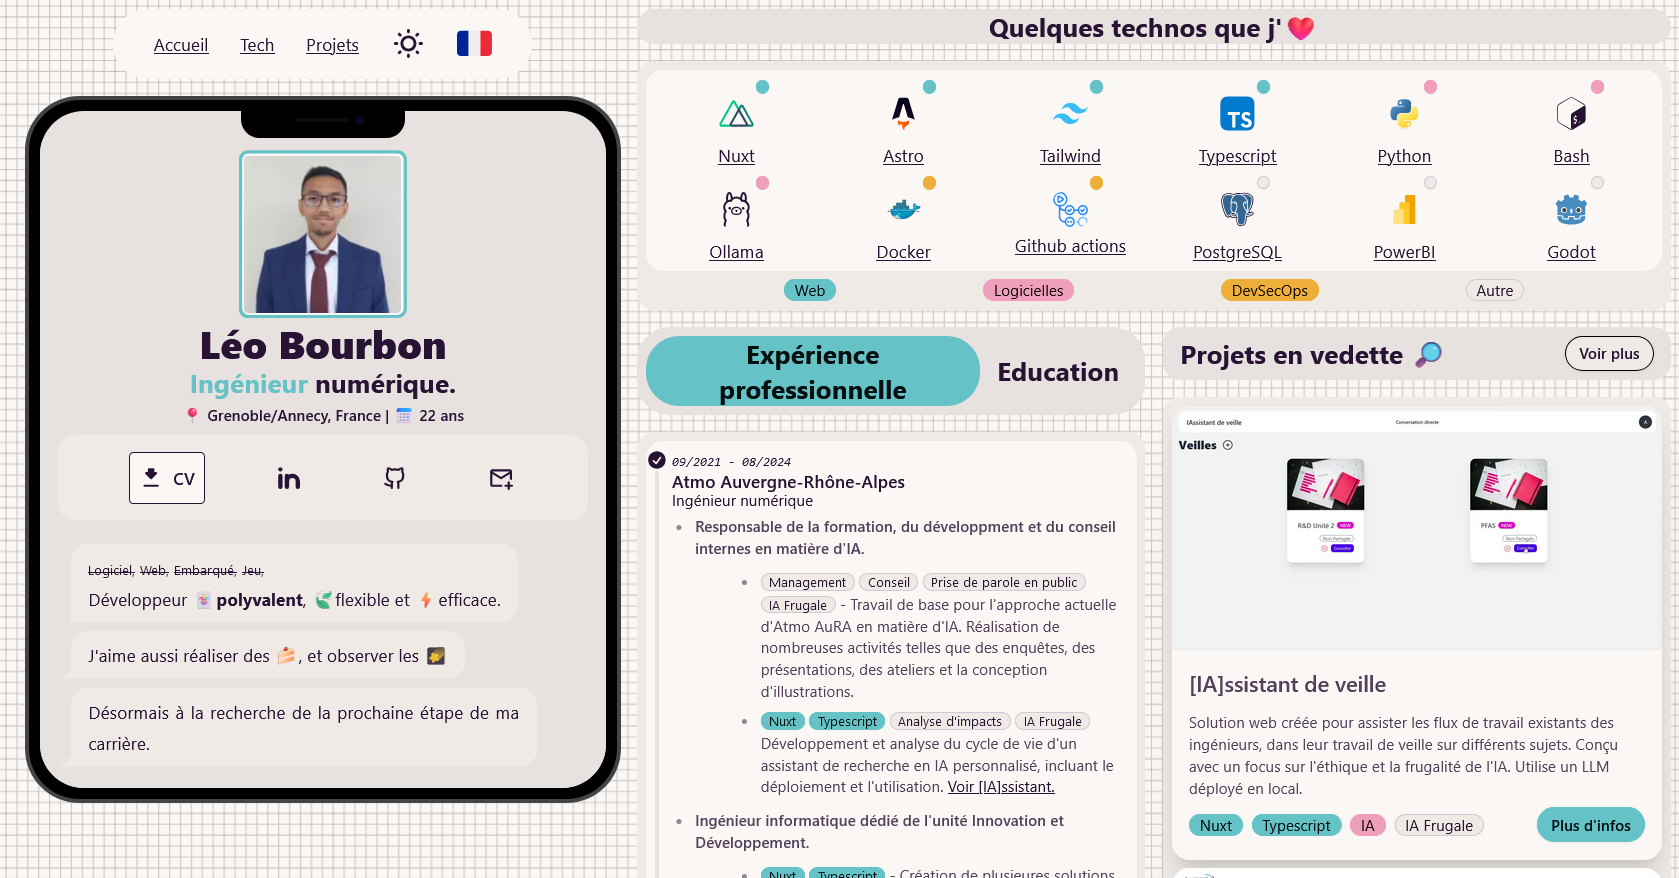 Accueil Tech Projets
Léo Bourbon
Ingénieur numérique.
Grenoble/Annecy, France | 22 ans
CV
Logiciel, Web, Embarqué, Jeu,
Développeur polyvalent, flexible et efficace.
J'aime aussi réaliser des , et observer les
Désormais à la recherche de la prochaine étape de ma
carrière.
Quelques technos que j'
Nuxt Astro Tailwind Typescript Python Bash
Ollama Docker Github actions PostgreSQL PowerBI Godot
Web Logicielles DevSecOps Autre
Expérience
professionnelle
Education
09/2021 - 08/2024
Atmo Auvergne-Rhône-Alpes
Ingénieur numérique
Responsable de la formation, du développment et du conseil
internes en matière d'IA.
Management Conseil Prise de parole en public
IA Frugale - Travail de base pour l'approche actuelle
d'Atmo AuRA en matière d'IA. Réalisation de
nombreuses activités telles que des enquêtes, des
présentations, des ateliers et la conception
d'illustrations.
Nuxt Typescript Analyse d'impacts IA Frugale
Développement et analyse du cycle de vie d'un
assistant de recherche en IA personnalisé, incluant le
déploiement et l'utilisation. Voir [IA]ssistant.
Ingénieur informatique dédié de l'unité Innovation et
Développement.
Nuxt Typescript - Création de plusieures solutions
Projets en vedette
Voir plus
IAssistant de veille Conversation directe A
Veilles
R&D Unité 2 NEW PFAS NEW
Non Partagée Non Partagée
Consulter Consulter
[IA]ssistant de veille
Solution web créée pour assister les flux de travail existants des
ingénieurs, dans leur travail de veille sur différents sujets. Conçu
avec un focus sur l'éthique et la frugalité de l'IA. Utilise un LLM
déployé en local.
Nuxt Typescript IA IA Frugale Plus d'infos